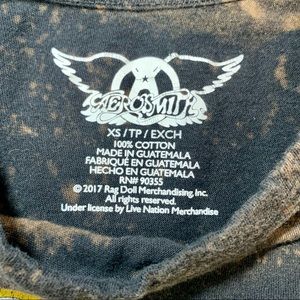 AEROSMITH
XS / TP / EXCH
100% COTTON
MADE IN GUATEMALA
FABRIQUÉ EN GUATEMALA
HECHO EN GUATEMALA
RN# 90355
© 2017 Rag Doll Merchandising, Inc.
All rights reserved.
Under license by Live Nation Merchandise